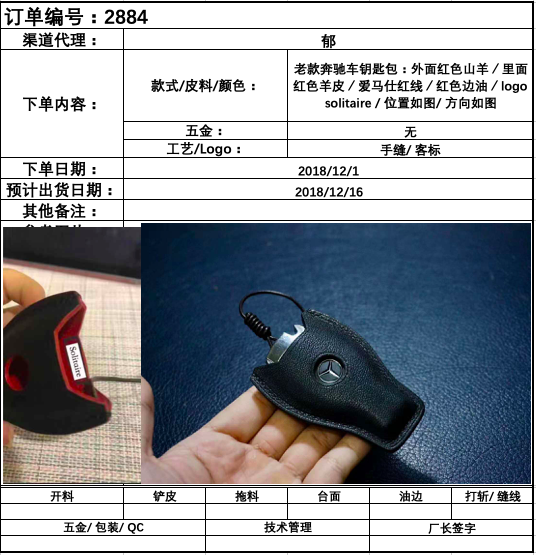 订单编号：2884
渠道代理：
郁
下单内容：
款式/皮料/颜色：
老款奔驰车钥匙包：外面红色山羊/里面
红色羊皮/爱马仕红线/红色边油/logo
solitaire/位置如图/方向如图
五金：
无
工艺/Logo：
手缝/客标
下单日期：
2018/12/1
预计出货日期：
2018/12/16
其他备注：
Solitaire
开料 铲皮 拖料 台面 油边 打斩/缝线
五金/包装/QC 技术管理 厂长签字